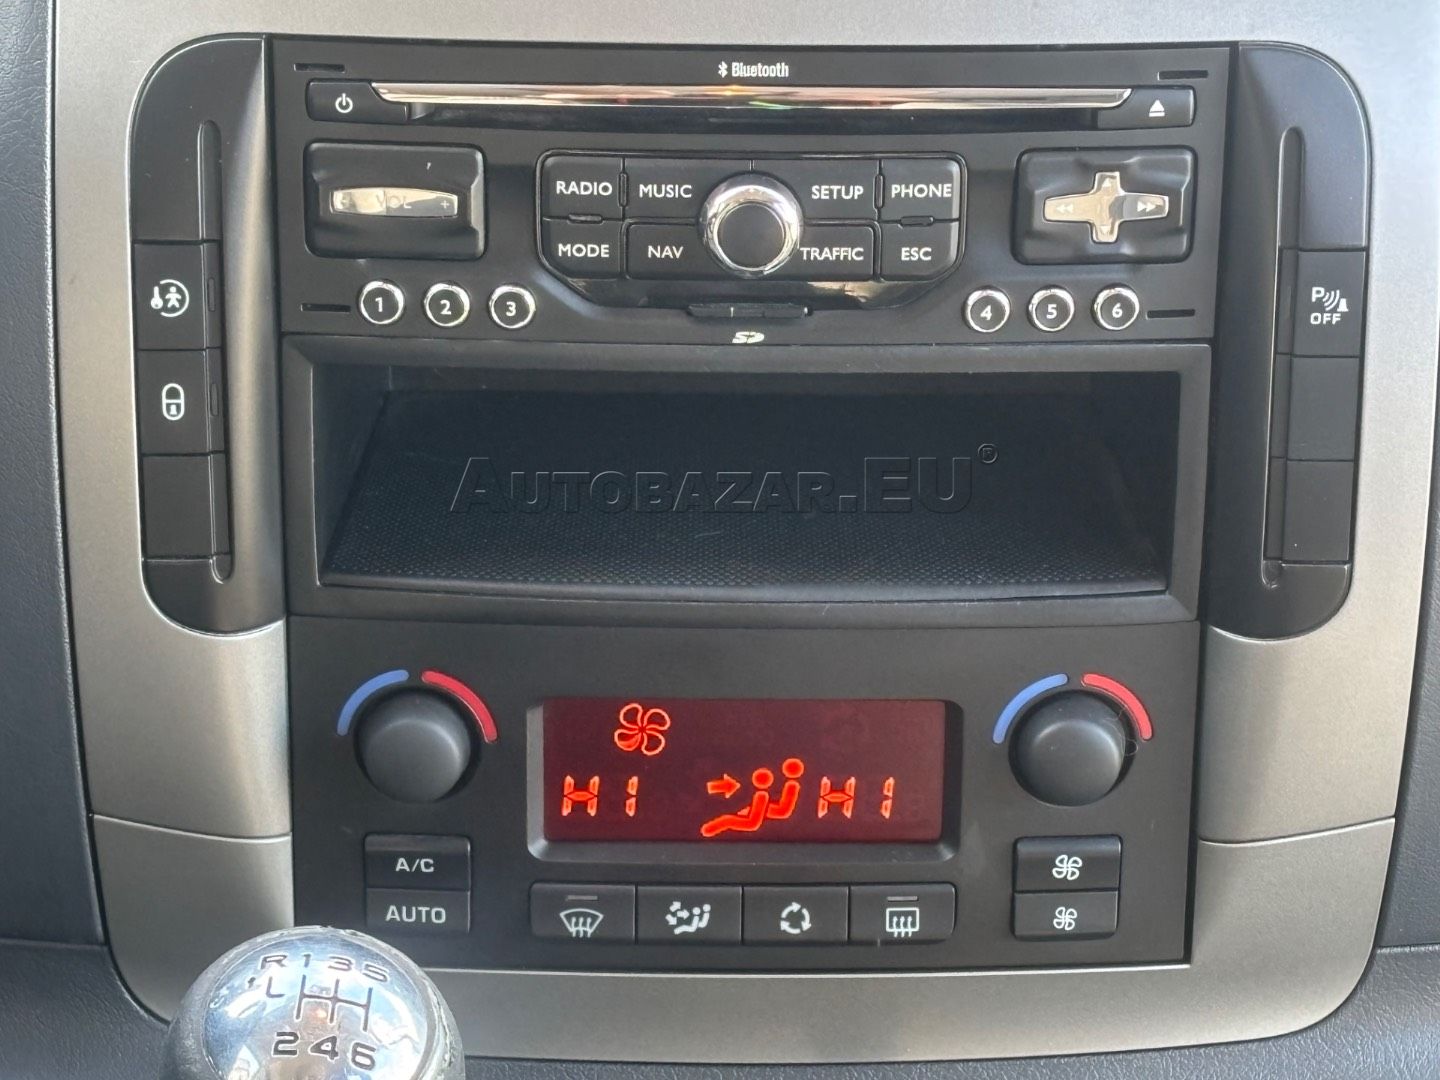 Bluetooth
RADIO MUSIC SETUP PHONE
- VOL +
MODE NAV TRAFFIC ESC
1 2 3 4 5 6
SD
P
OFF
AUTOBAZAR.EU®
HI HI
A/C
AUTO
R 1 3 5
L
2 4 6